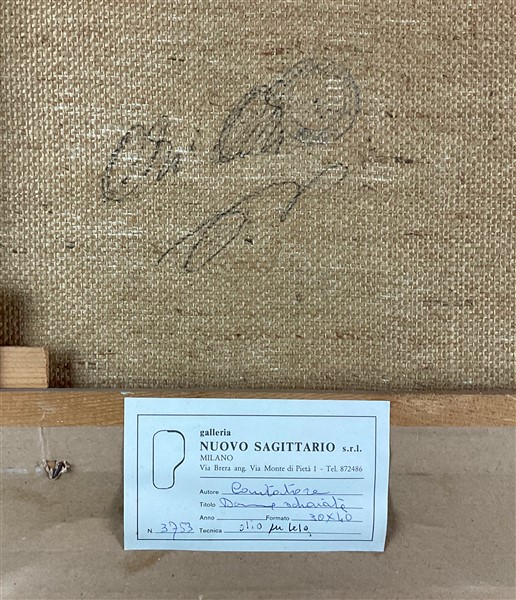 galleria
NUOVO SAGITTARIO s.r.l.
MILANO
Via Brera ang. Via Monte di Pietà 1 - Tel. 872486
Autore
Titolo Donna
Anno Formato 30x40
N. 3753 Tecnica olio su tela